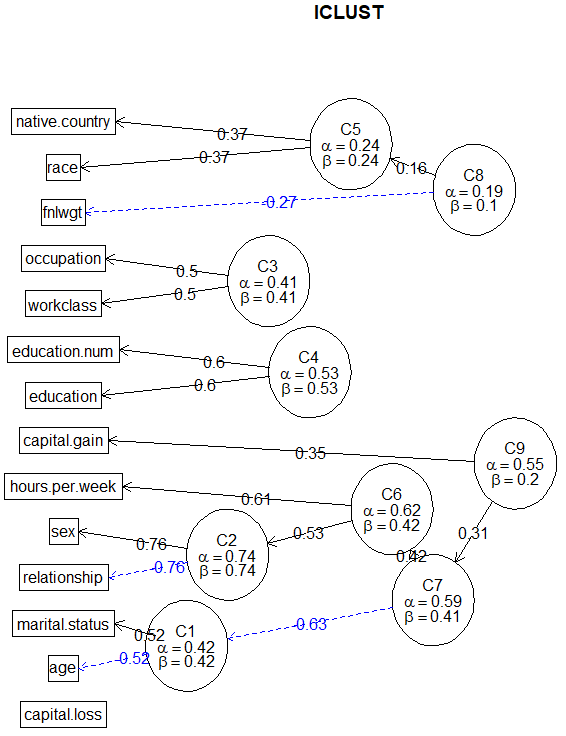 ICLUST
native.country
0.37
C5
α = 0.24
β = 0.24
race
0.37
0.16
C8
α = 0.19
β = 0.1
fnlwgt
-0.27
occupation
0.5
C3
α = 0.41
β = 0.41
workclass
0.5
education.num
0.6
C4
α = 0.53
β = 0.53
education
0.6
capital.gain
0.35
C9
α = 0.55
β = 0.2
hours.per.week
0.61
C6
α = 0.62
β = 0.42
sex
0.76
C2
α = 0.74
β = 0.74
0.53
0.31
relationship
-0.76
0.42
C7
α = 0.59
β = 0.41
marital.status
0.52
C1
α = 0.42
β = 0.42
-0.63
age
-0.52
capital.loss